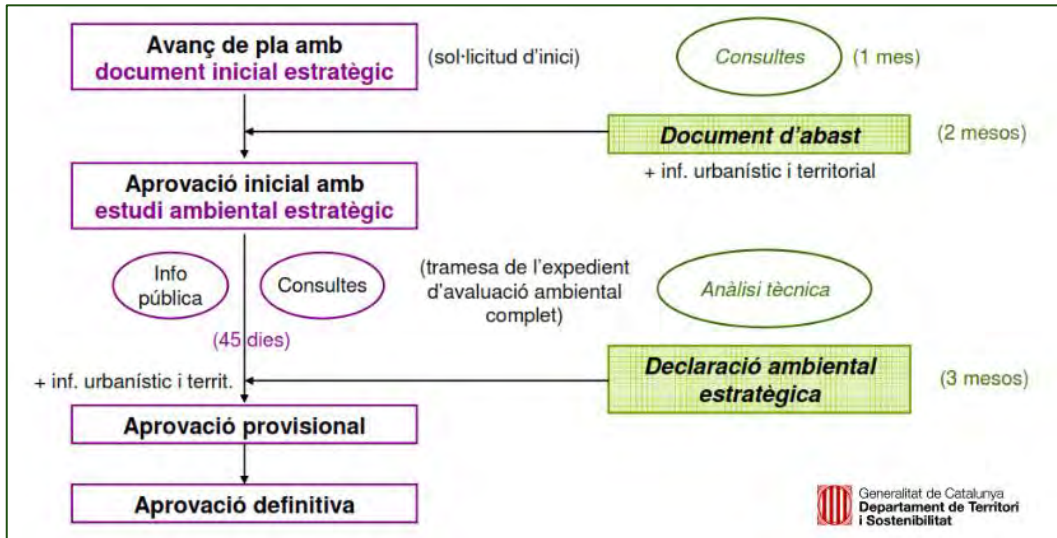 Avanç de pla amb
document inicial estratègic
(sol·licitud d'inici)
Consultes
(1 mes)
Document d'abast
(2 mesos)
+ inf. urbanístic i territorial
Aprovació inicial amb
estudi ambiental estratègic
Info
pública
Consultes
(tramesa de l'expedient
d'avaluació ambiental
complet)
Anàlisi tècnica
(45 dies)
+ inf. urbanístic i territ.
Declaració ambiental
estratègica
(3 mesos)
Aprovació provisional
Aprovació definitiva
Generalitat de Catalunya
Departament de Territori
i Sostenibilitat